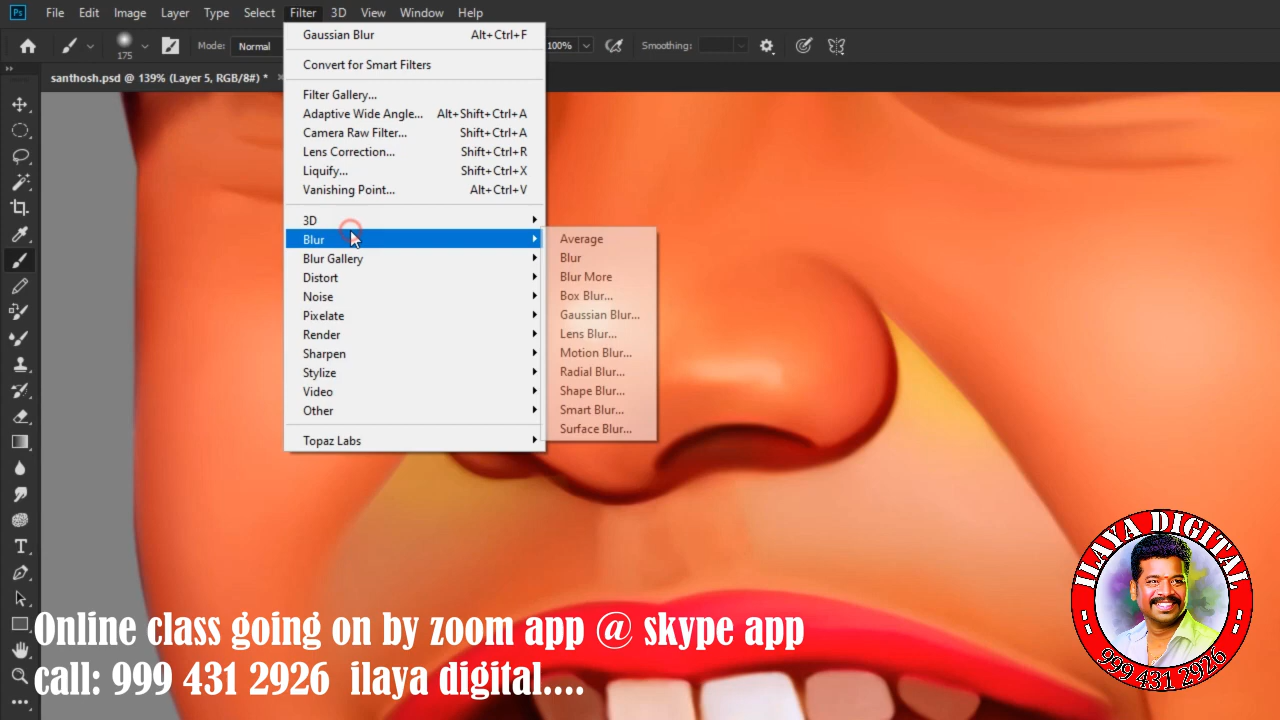 Ps File Edit Image Layer Type Select Filter 3D View Window Help
175 Mode: Normal 100% Smoothing:
santhosh.psd @ 139% (Layer 5, RGB/8#) *
Gaussian Blur Alt+Ctrl+F
Convert for Smart Filters
Filter Gallery...
Adaptive Wide Angle... Alt+Shift+Ctrl+A
Camera Raw Filter... Shift+Ctrl+A
Lens Correction... Shift+Ctrl+R
Liquify... Shift+Ctrl+X
Vanishing Point... Alt+Ctrl+V
3D
Blur
Blur Gallery
Distort
Noise
Pixelate
Render
Sharpen
Stylize
Video
Other
Topaz Labs
Average
Blur
Blur More
Box Blur...
Gaussian Blur...
Lens Blur...
Motion Blur...
Radial Blur...
Shape Blur...
Smart Blur...
Surface Blur...
Online class going on by zoom app @ skype app
call: 999 431 2926 ilaya digital....
ILAYA DIGITAL
999 431 2926